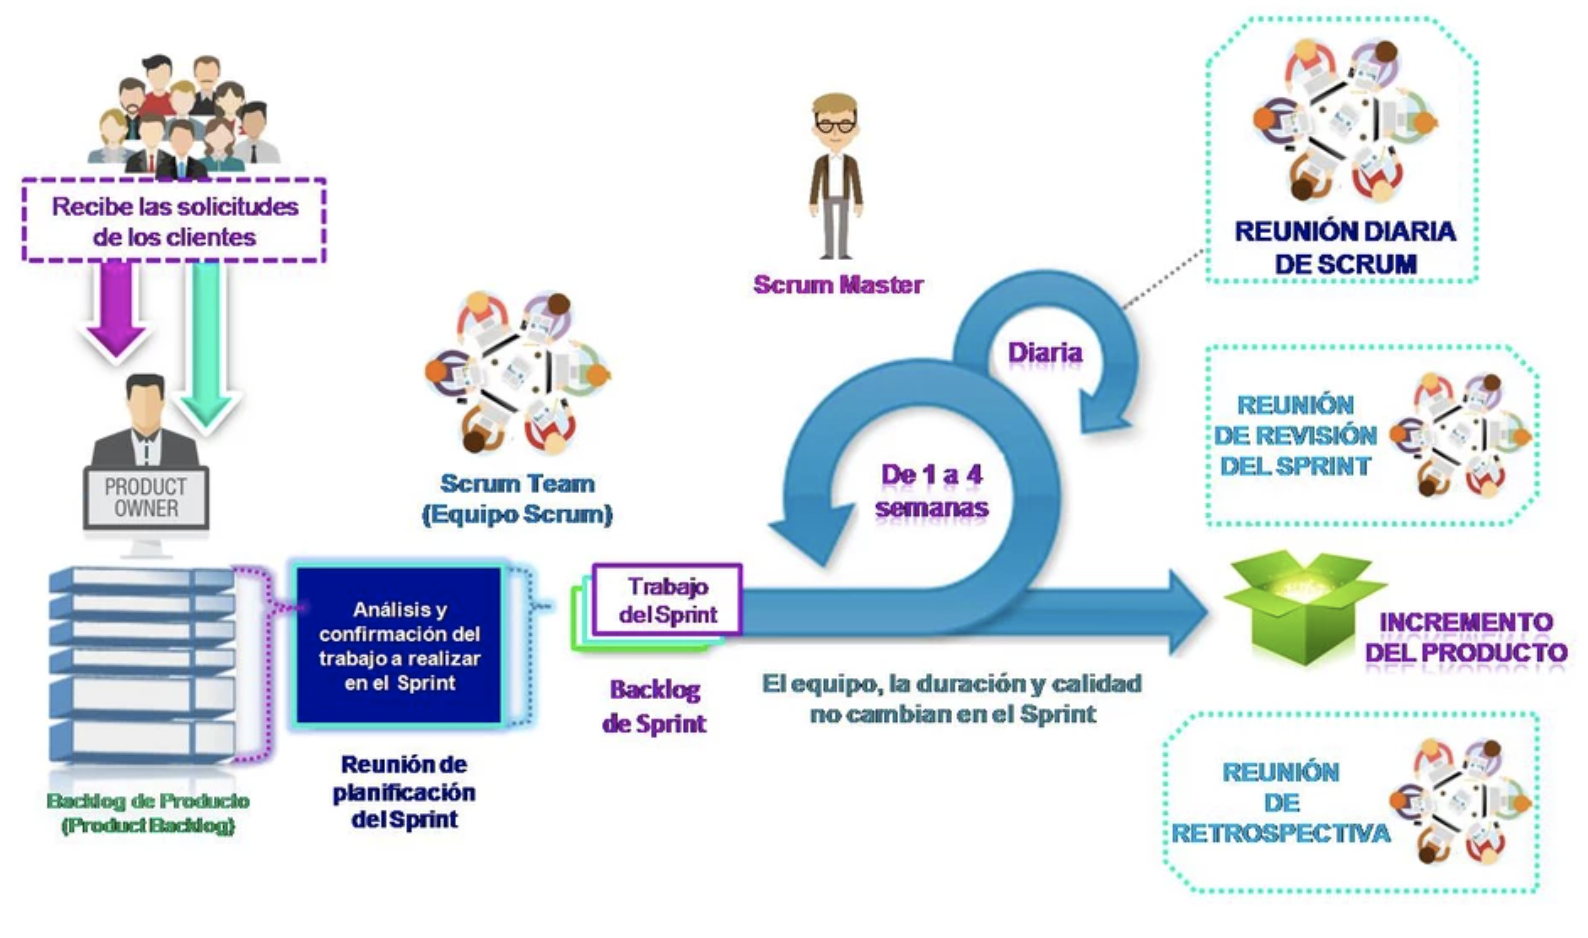 Recibe las solicitudes
de los clientes
PRODUCT
OWNER
Backlog de Producto
(Product Backlog)
Scrum Team
(Equipo Scrum)
Análisis y
confirmación del
trabajo a realizar
en el Sprint
Reunión de
planificación
del Sprint
Trabajo
del Sprint
Backlog
de Sprint
Scrum Master
Diaria
De 1 a 4
semanas
El equipo, la duración y calidad
no cambian en el Sprint
REUNIÓN DIARIA
DE SCRUM
REUNIÓN
DE REVISIÓN
DEL SPRINT
INCREMENTO
DEL PRODUCTO
REUNIÓN
DE
RETROSPECTIVA